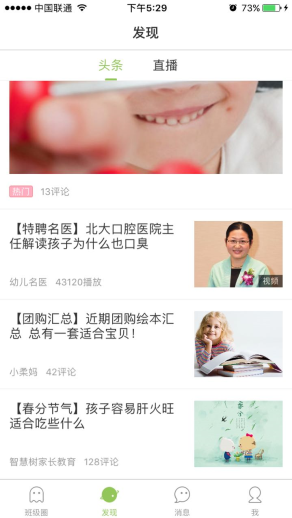 中国联通 下午5:29 73%
发现
头条 直播
热门 13评论
【特聘名医】北大口腔医院主
任解读孩子为什么也口臭
幼儿名医 43120播放
视频
【团购汇总】近期团购绘本汇
总 总有一套适合宝贝！
小柔妈 42评论
【春分节气】孩子容易肝火旺
适合吃些什么
智慧树家长教育 128评论
班级圈 发现 消息 我